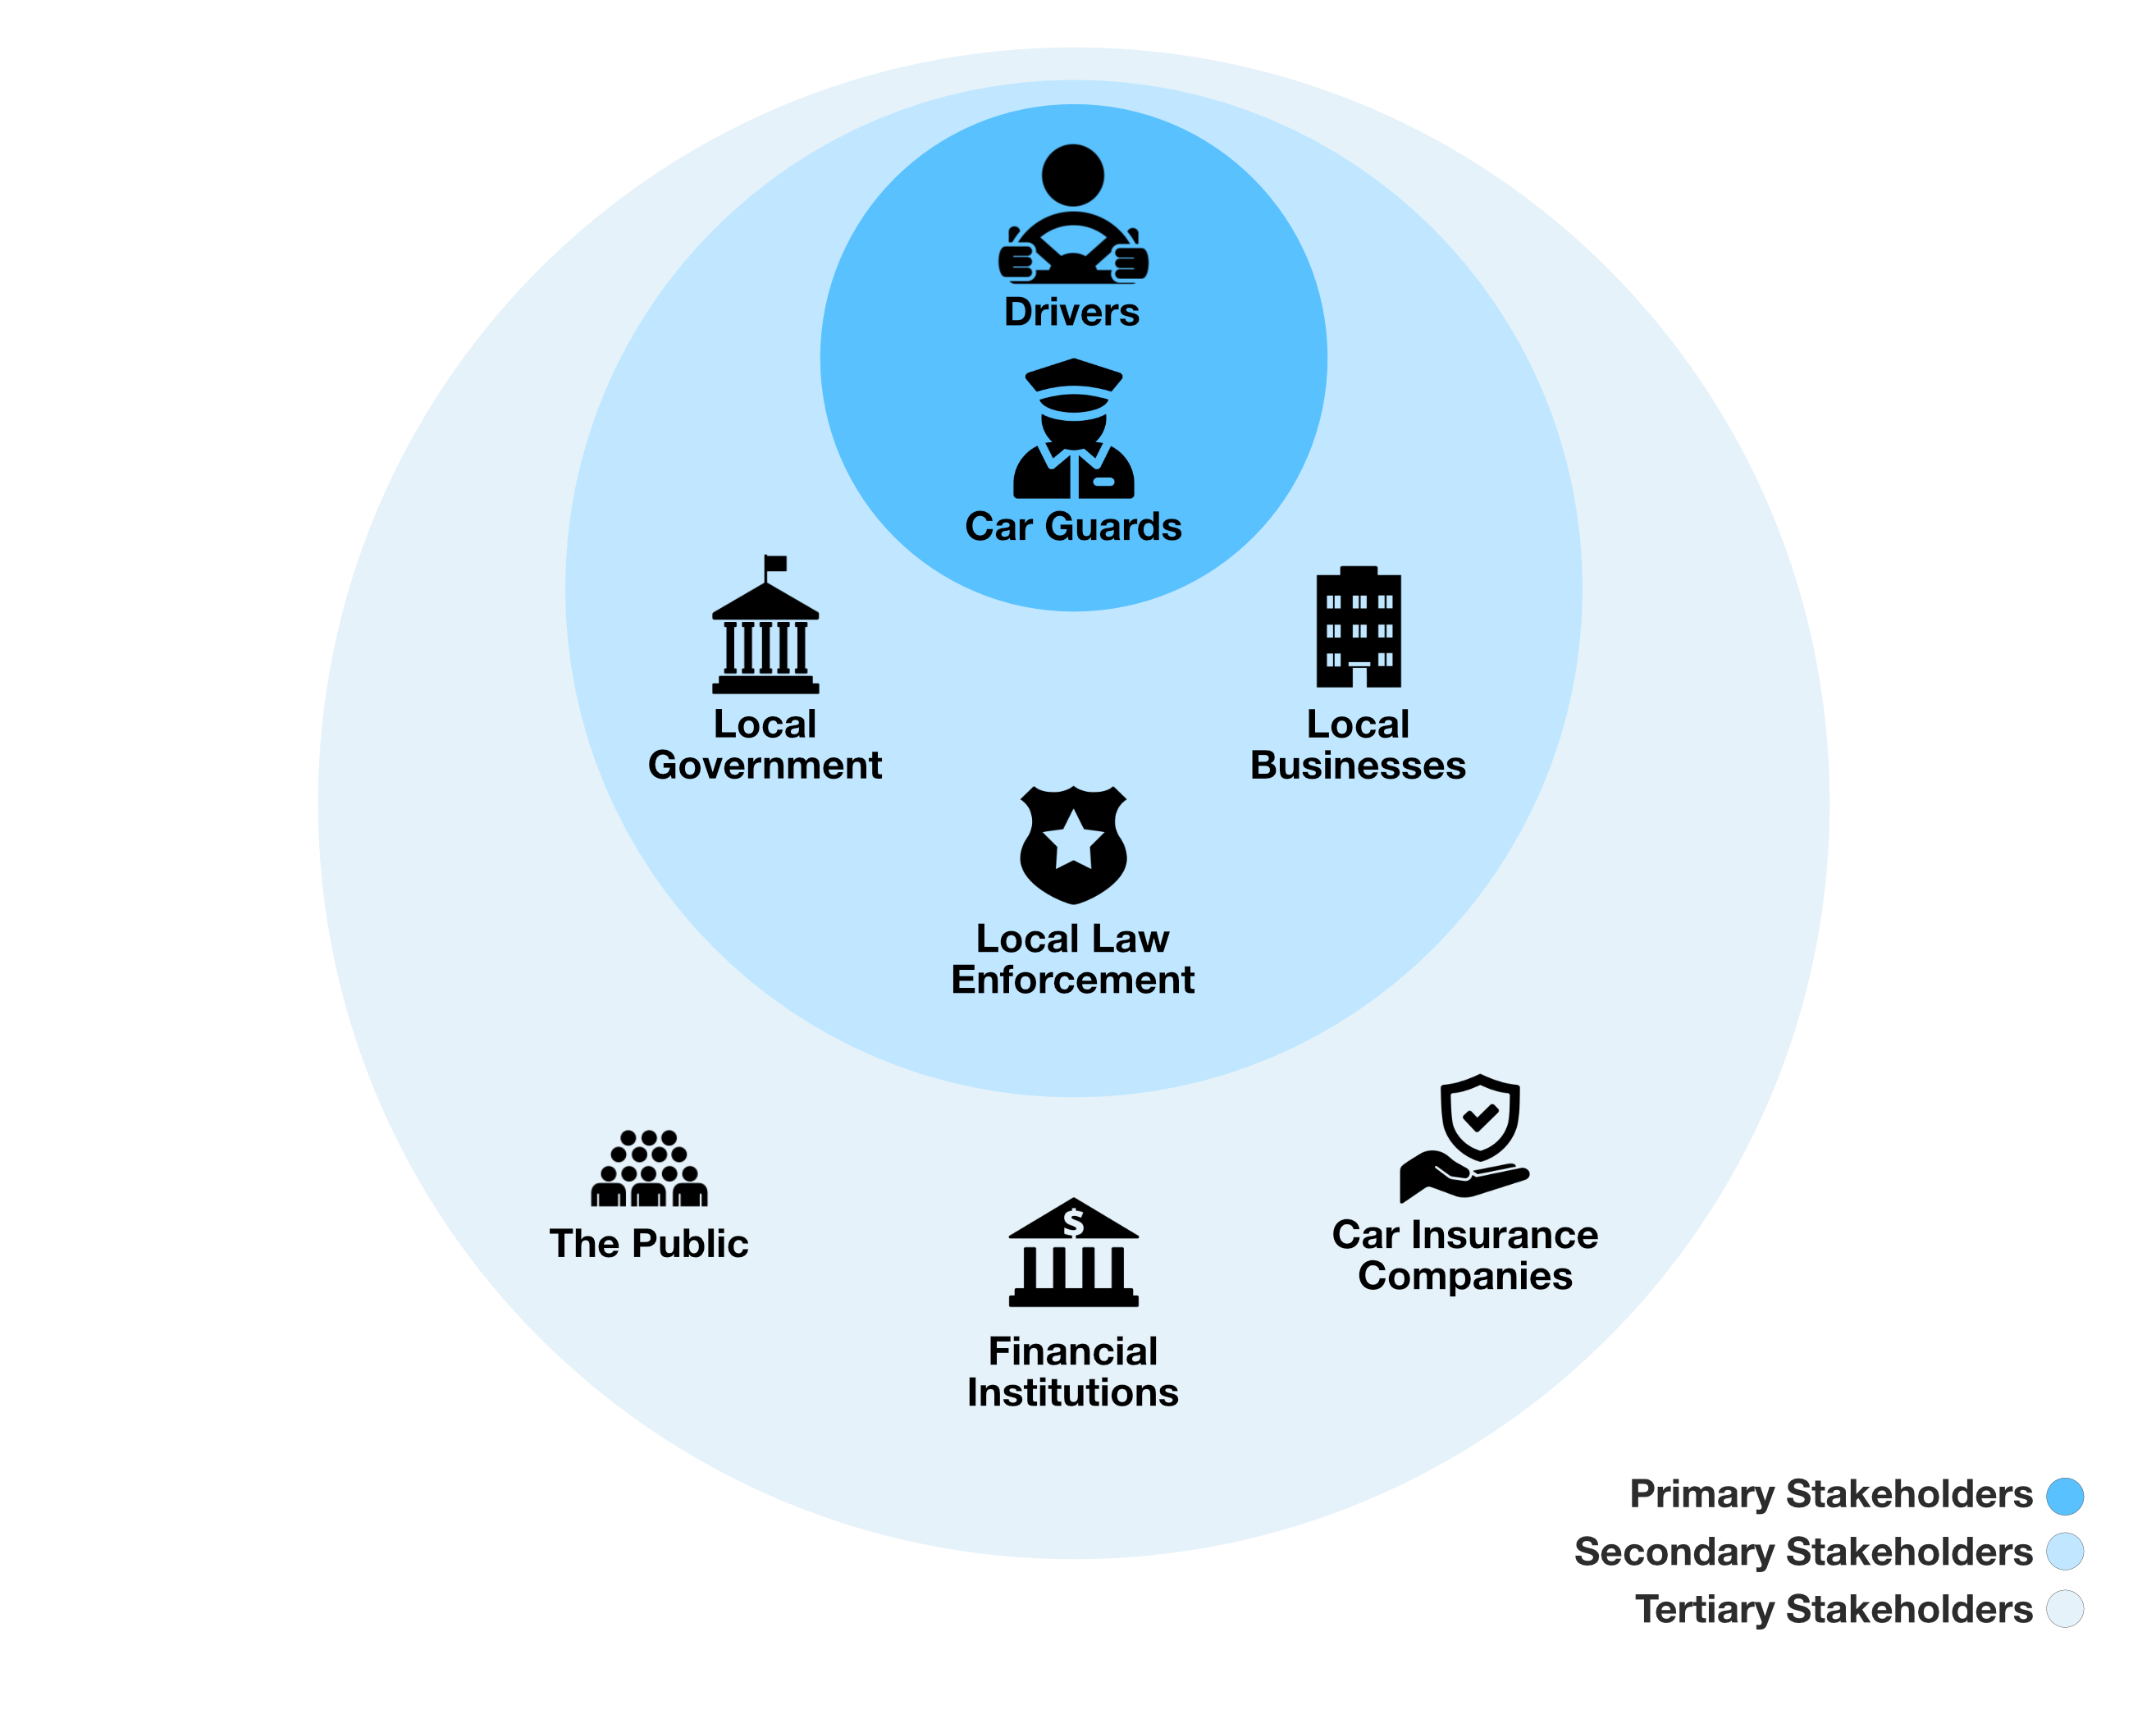 Drivers
Car Guards
Local
Government
Local
Businesses
Local Law
Enforcement
The Public
Financial
Institutions
Car Insurance
Companies
Primary Stakeholders
Secondary Stakeholders
Tertiary Stakeholders
$